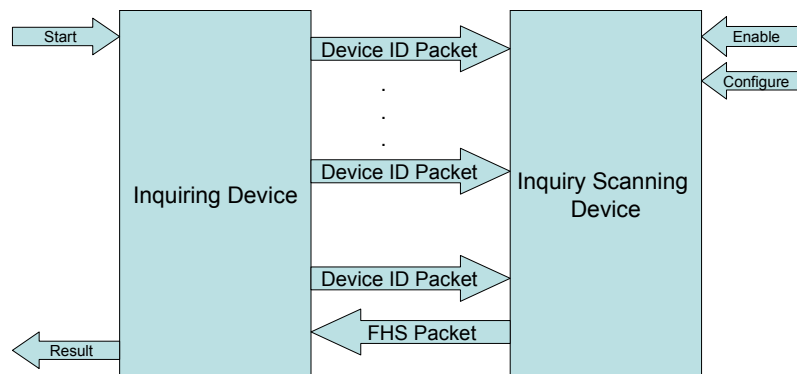 Start
Device ID Packet
Enable
Configure
.
.
.
Device ID Packet
Inquiring Device
Inquiry Scanning
Device
Device ID Packet
FHS Packet
Result